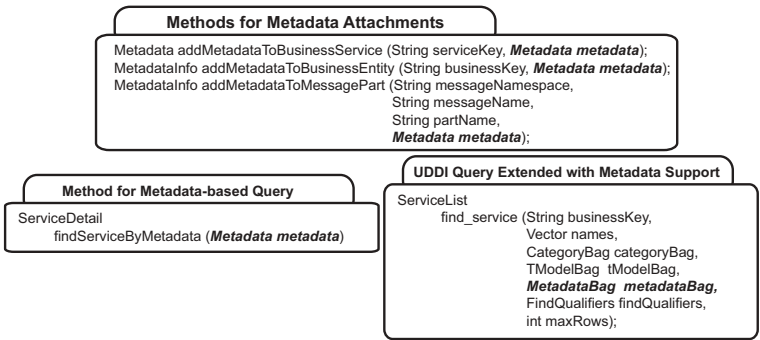 Methods for Metadata Attachments
Metadata addMetadataToBusinessService (String serviceKey, Metadata metadata);
MetadataInfo addMetadataToBusinessEntity (String businessKey, Metadata metadata);
MetadataInfo addMetadataToMessagePart (String messageNamespace,
String messageName,
String partName,
Metadata metadata);
Method for Metadata-based Query
ServiceDetail
findServiceByMetadata (Metadata metadata)
UDDI Query Extended with Metadata Support
ServiceList
find_service (String businessKey,
Vector names,
CategoryBag categoryBag,
TModelBag tModelBag,
MetadataBag metadataBag,
FindQualifiers findQualifiers,
int maxRows);